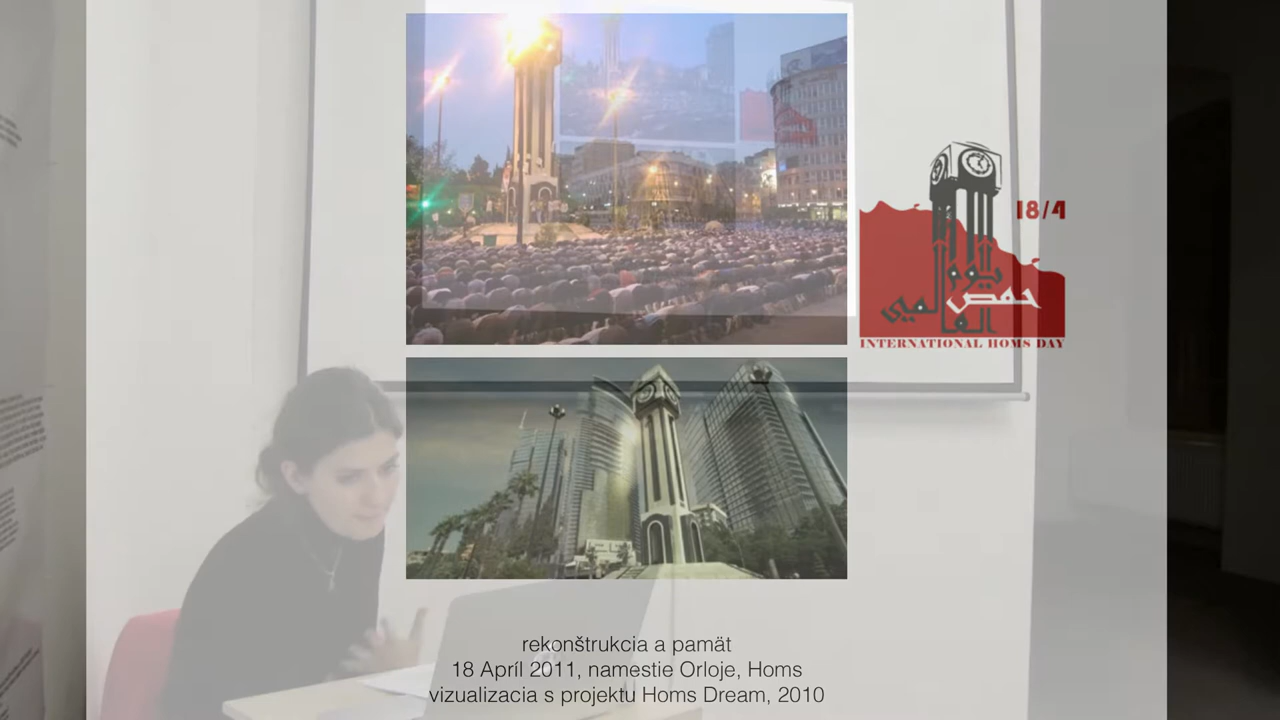 18/4
يوم
حمص
العالمي
INTERNATIONAL HOMS DAY
rekonštrukcia a pamät
18 Apríl 2011, namestie Orloje, Homs
vizualizacia s projektu Homs Dream, 2010